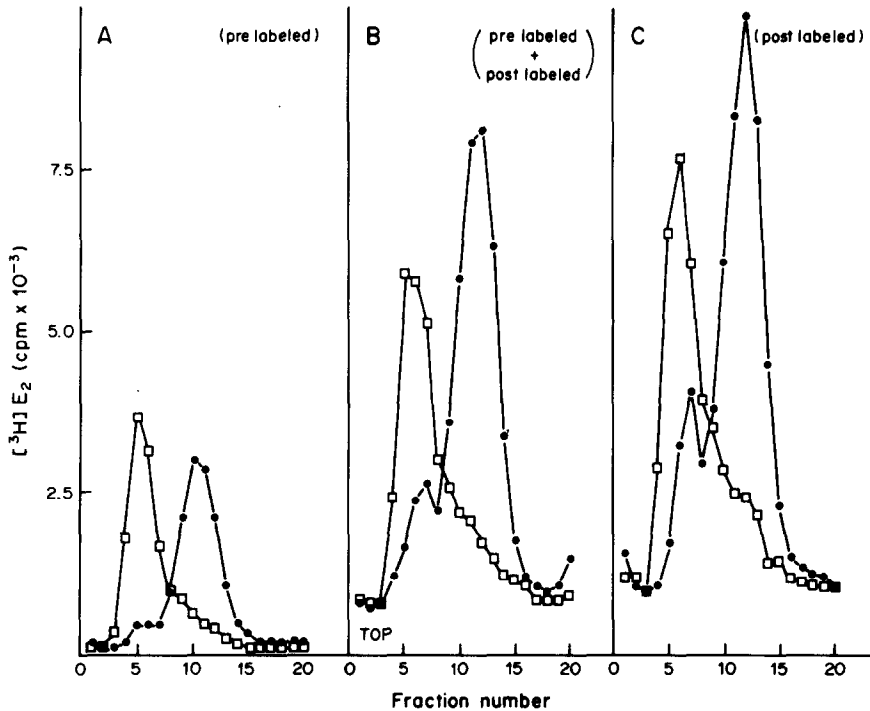 A
(pre labeled)
B
(pre labeled
+
post labeled)
C
(post labeled)
7.5
5.0
2.5
[³H] E₂ (cpm x 10⁻³)
TOP
0 5 10 15 20
0 5 10 15 20
0 5 10 15 20
Fraction number